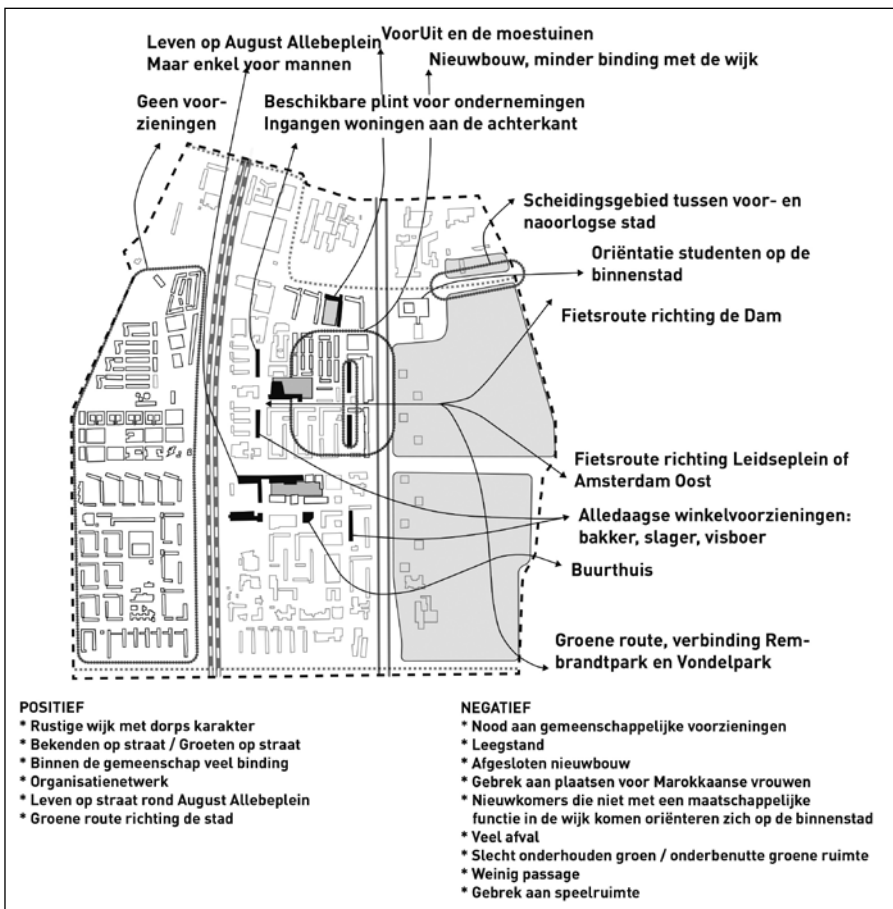 Leven op August Allebeplein
Maar enkel voor mannen
VoorUit en de moestuinen
Nieuwbouw, minder binding met de wijk
Geen voor-
zieningen
Beschikbare plint voor ondernemingen
Ingangen woningen aan de achterkant
Scheidingsgebied tussen voor- en
naoorlogse stad
Oriëntatie studenten op de
binnenstad
Fietsroute richting de Dam
Fietsroute richting Leidseplein of
Amsterdam Oost
Alledaagse winkelvoorzieningen:
bakker, slager, visboer
Buurthuis
Groene route, verbinding Rem-
brandtpark en Vondelpark
POSITIEF
* Rustige wijk met dorps karakter
* Bekenden op straat / Groeten op straat
* Binnen de gemeenschap veel binding
* Organisatienetwerk
* Leven op straat rond August Allebeplein
* Groene route richting de stad
NEGATIEF
* Nood aan gemeenschappelijke voorzieningen
* Leegstand
* Afgesloten nieuwbouw
* Gebrek aan plaatsen voor Marokkaanse vrouwen
* Nieuwkomers die niet met een maatschappelijke
functie in de wijk komen oriënteren zich op de binnenstad
* Veel afval
* Slecht onderhouden groen / onderbenutte groene ruimte
* Weinig passage
* Gebrek aan speelruimte